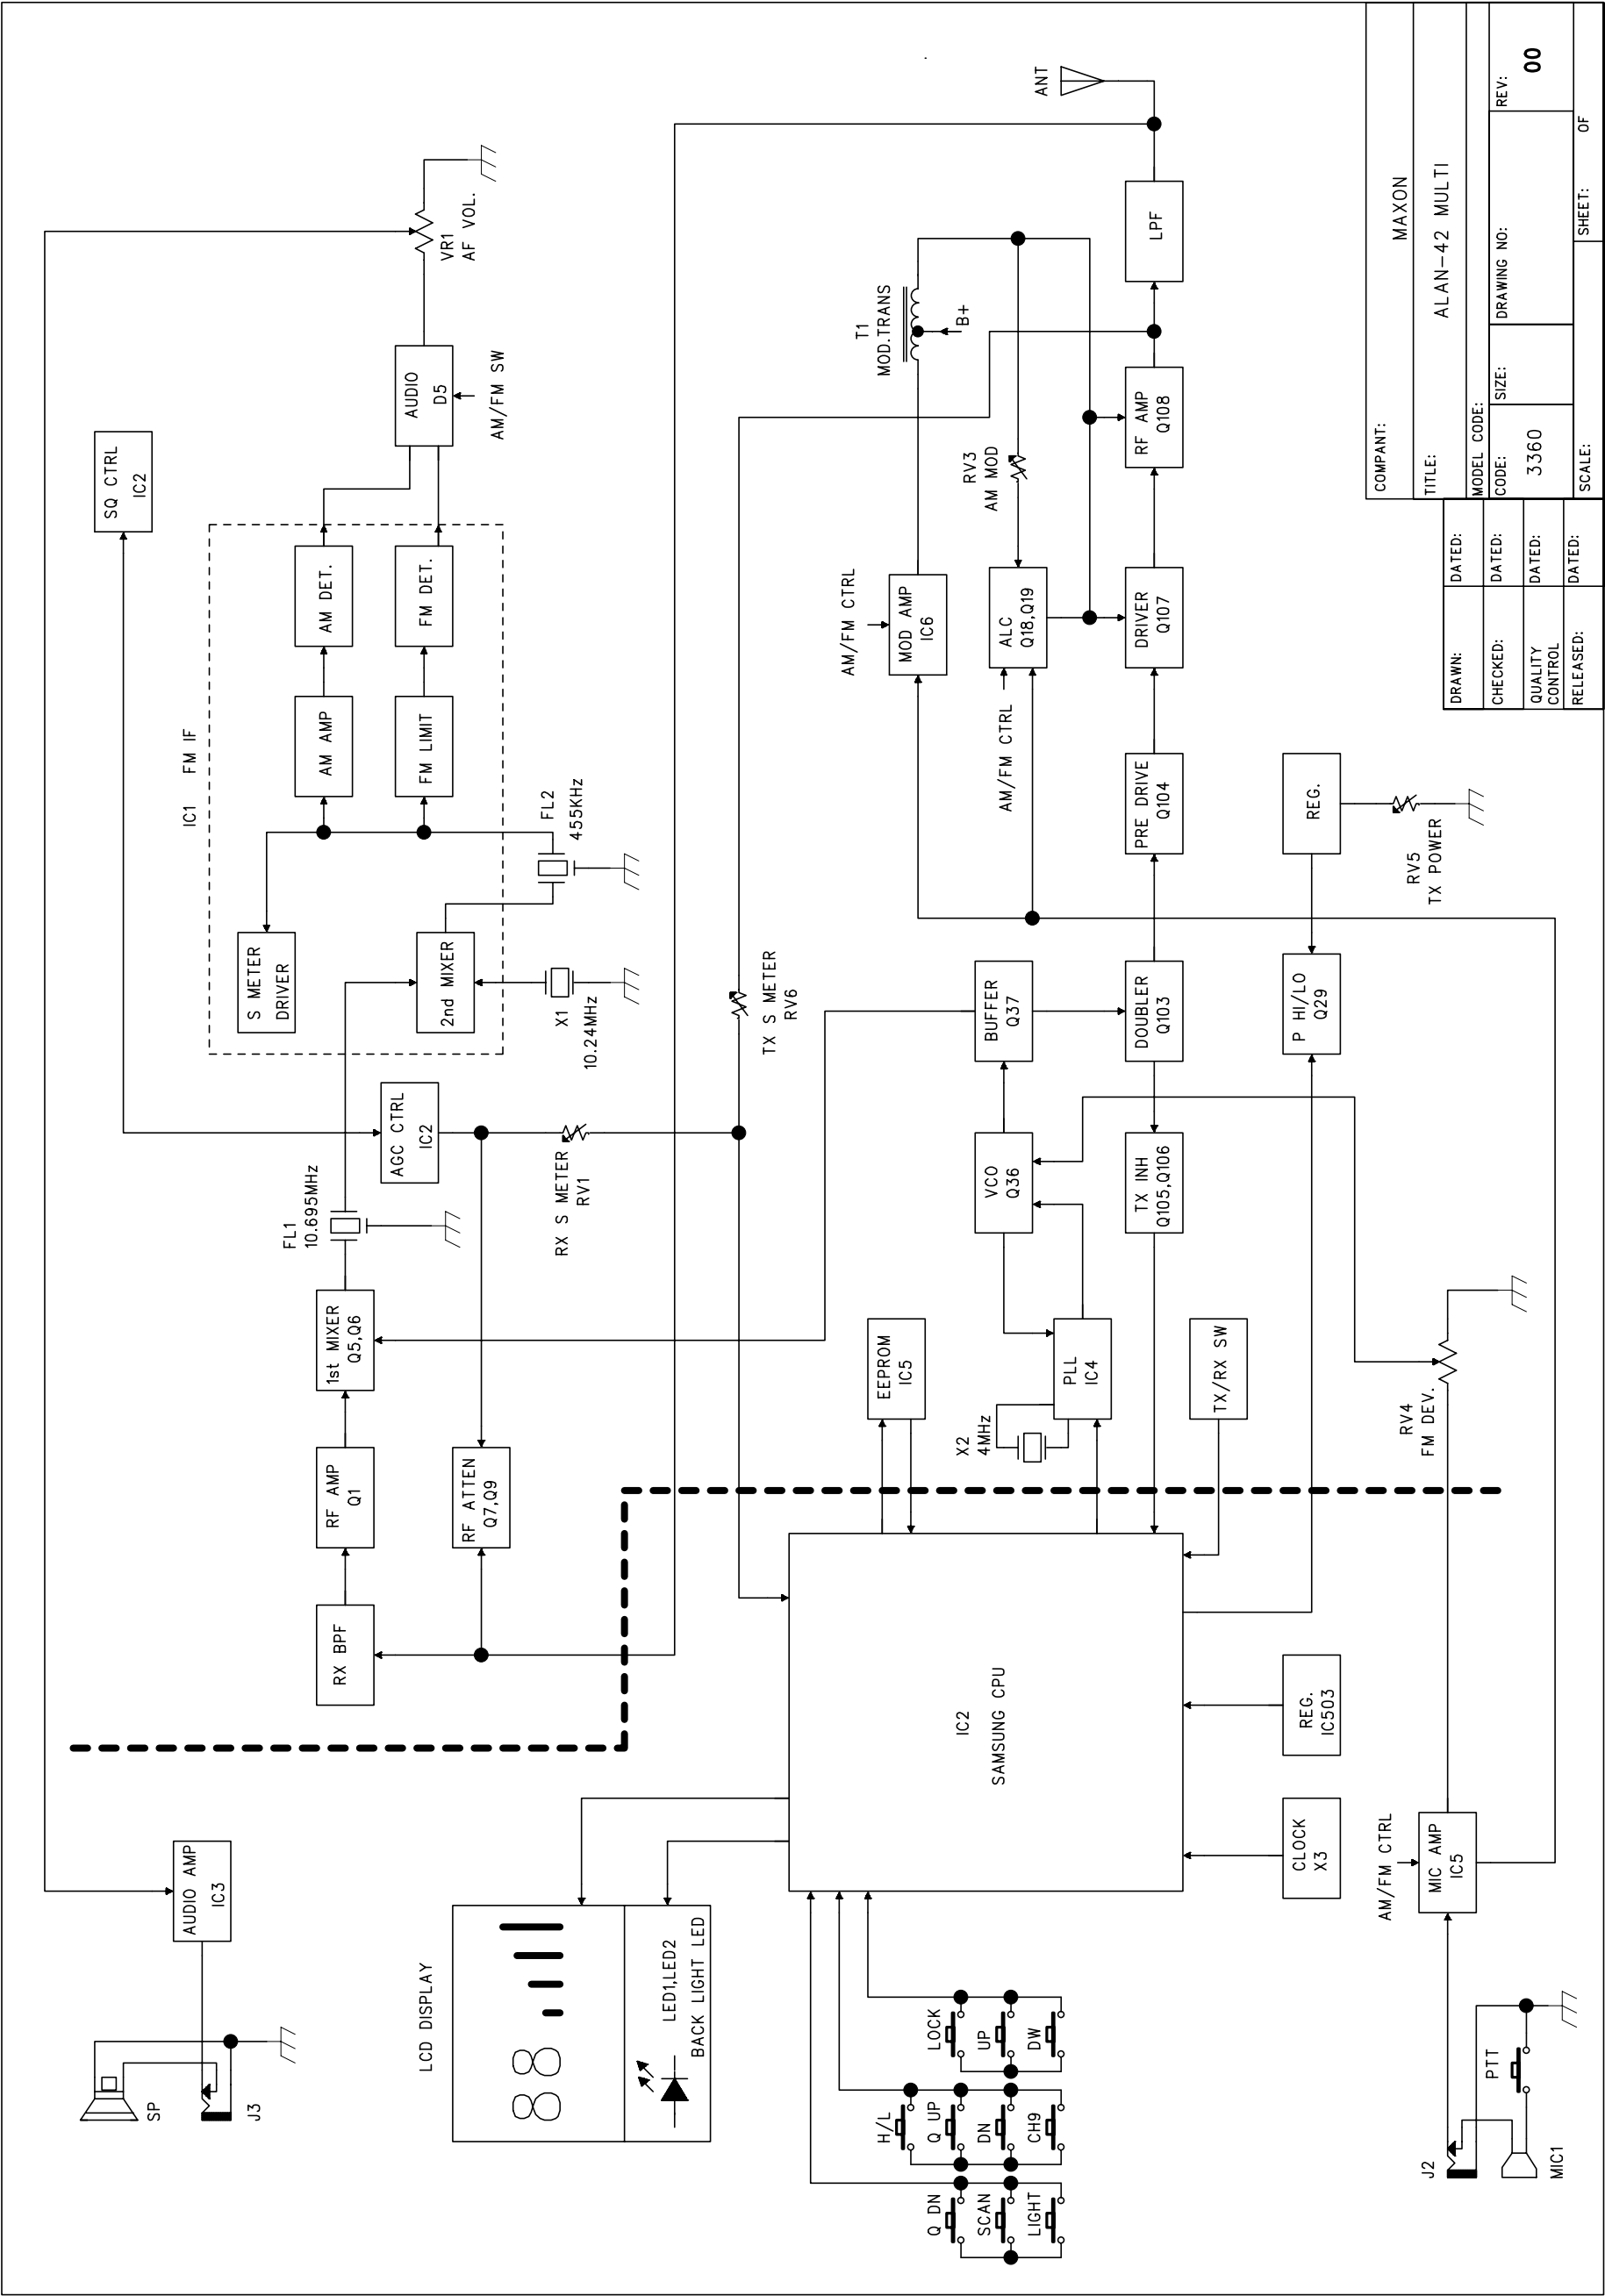 SP
J3
AUDIO AMP
IC3
LCD DISPLAY
88
LED1,LED2
BACK LIGHT LED
Q DN
SCAN
LIGHT
H/L
Q UP
DN
CH9
LOCK
UP
DW
J2
MIC1
PTT
AM/FM CTRL
MIC AMP
IC5
CLOCK
X3
REG.
IC503
IC2
SAMSUNG CPU
RX BPF
RF AMP
Q1
RF ATTEN
Q7,Q9
1st MIXER
Q5,Q6
FL1
10.695MHz
AGC CTRL
IC2
RX S METER
RV1
EEPROM
IC5
X2
4MHz
PLL
IC4
TX/RX SW
RV4
FM DEV.
VCO
Q36
TX INH
Q105,Q106
BUFFER
Q37
DOUBLER
Q103
P HI/LO
Q29
TX S METER
RV6
IC1 FM IF
S METER
DRIVER
2nd MIXER
X1
10.24MHz
FL2
455KHz
AM AMP
FM LIMIT
AM DET.
FM DET.
SQ CTRL
IC2
AUDIO
D5
AM/FM SW
VR1
AF VOL.
PRE DRIVE
Q104
REG.
RV5
TX POWER
AM/FM CTRL
AM/FM CTRL
MOD AMP
IC6
ALC
Q18,Q19
DRIVER
Q107
RV3
AM MOD
RF AMP
Q108
T1
MOD.TRANS
B+
LPF
ANT
DRAWN:
DATED:
CHECKED:
DATED:
QUALITY
CONTROL
DATED:
RELEASED:
DATED:
COMPANT:
MAXON
TITLE:
ALAN-42 MULTI
MODEL CODE:
CODE:
3360
SIZE:
DRAWING NO:
REV:
00
SCALE:
SHEET:
OF